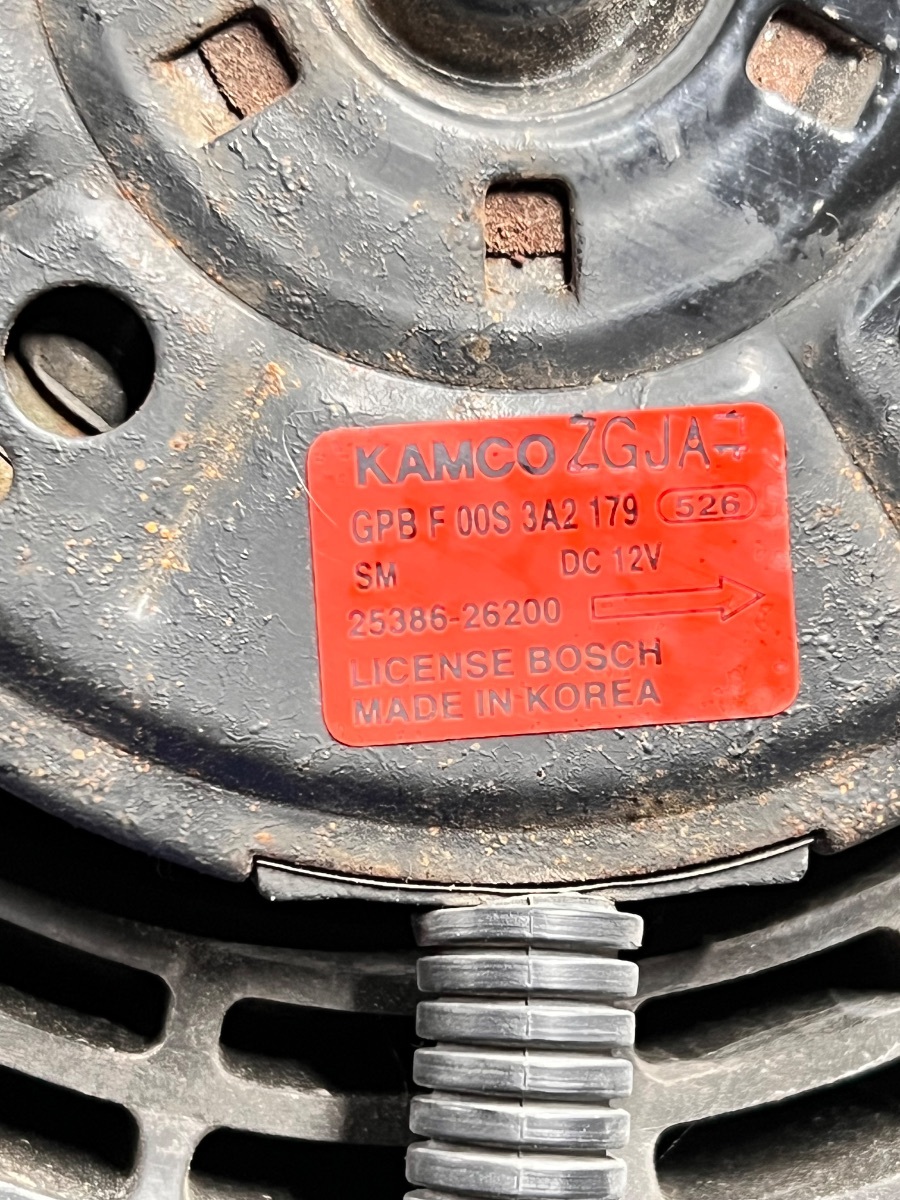 KAMCO ZGJA
GPB F 00S 3A2 179 526
SM DC 12V
25386-26200
LICENSE BOSCH
MADE IN KOREA